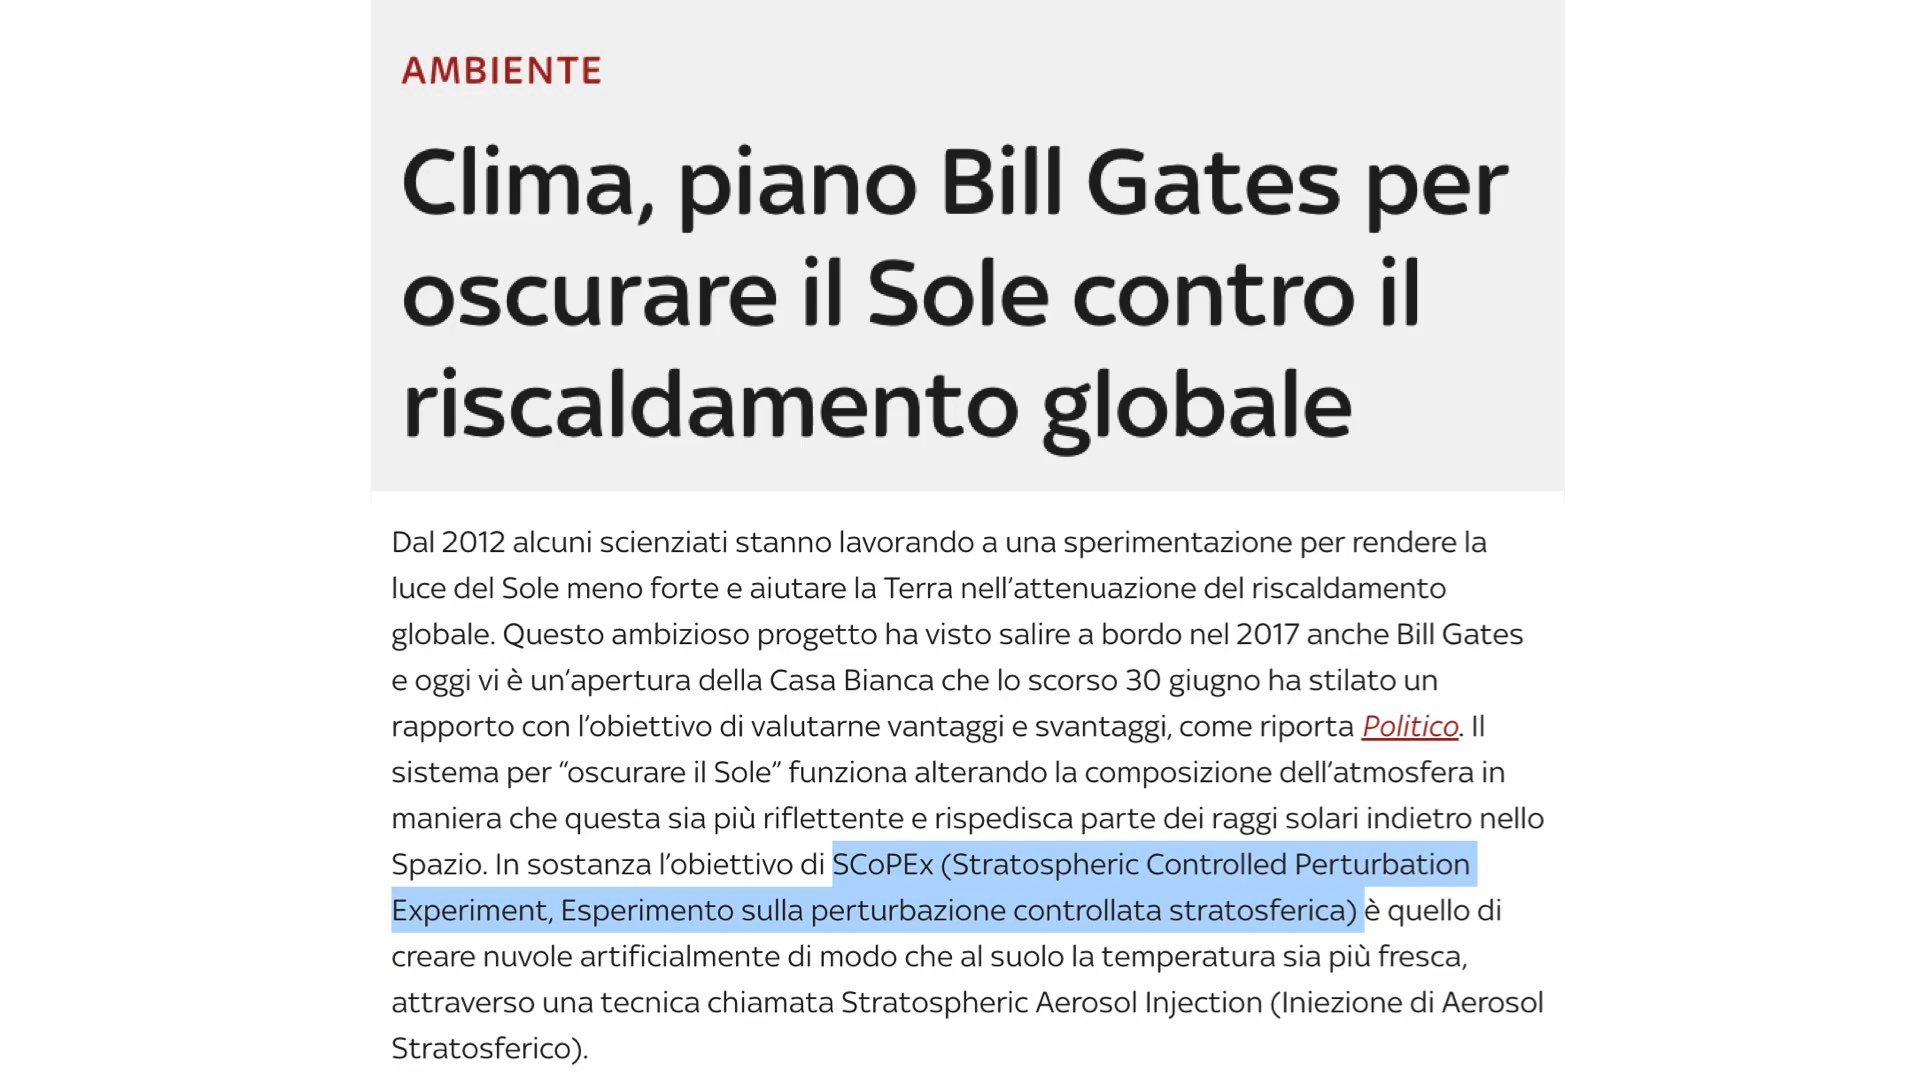 AMBIENTE
Clima, piano Bill Gates per
oscurare il Sole contro il
riscaldamento globale
Dal 2012 alcuni scienziati stanno lavorando a una sperimentazione per rendere la
luce del Sole meno forte e aiutare la Terra nell’attenuazione del riscaldamento
globale. Questo ambizioso progetto ha visto salire a bordo nel 2017 anche Bill Gates
e oggi vi è un’apertura della Casa Bianca che lo scorso 30 giugno ha stilato un
rapporto con l’obiettivo di valutarne vantaggi e svantaggi, come riporta Politico. Il
sistema per “oscurare il Sole” funziona alterando la composizione dell’atmosfera in
maniera che questa sia più riflettente e rispedisca parte dei raggi solari indietro nello
Spazio. In sostanza l’obiettivo di SCoPEx (Stratospheric Controlled Perturbation
Experiment, Esperimento sulla perturbazione controllata stratosferica) è quello di
creare nuvole artificialmente di modo che al suolo la temperatura sia più fresca,
attraverso una tecnica chiamata Stratospheric Aerosol Injection (Iniezione di Aerosol
Stratosferico).